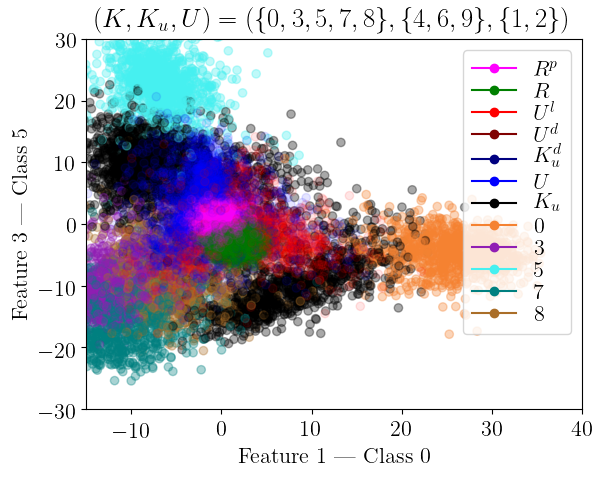 (K, K_u, U) = ({0, 3, 5, 7, 8}, {4, 6, 9}, {1, 2})
30
20
10
0
−10
−20
−30
Feature 3 — Class 5
R^p
R
U^l
U^d
K_u^d
U
K_u
0
3
5
7
8
−10 0 10 20 30 40
Feature 1 — Class 0